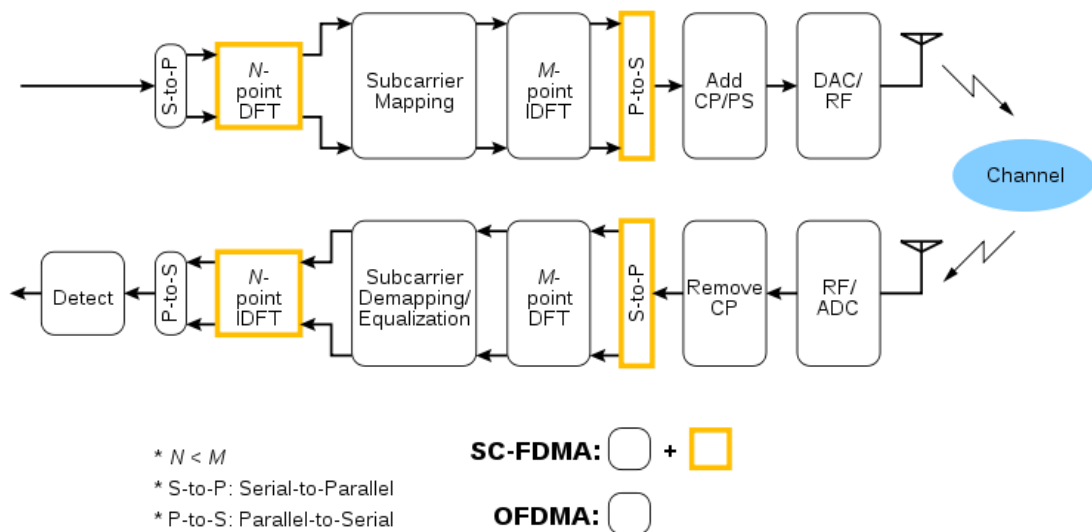 S-to-P
N-
point
DFT
Subcarrier
Mapping
M-
point
IDFT
P-to-S
Add
CP/PS
DAC/
RF
Channel
Detect
P-to-S
N-
point
IDFT
Subcarrier
Demapping/
Equalization
M-
point
DFT
S-to-P
Remove
CP
RF/
ADC
* N < M
* S-to-P: Serial-to-Parallel
* P-to-S: Parallel-to-Serial
SC-FDMA: +
OFDMA: